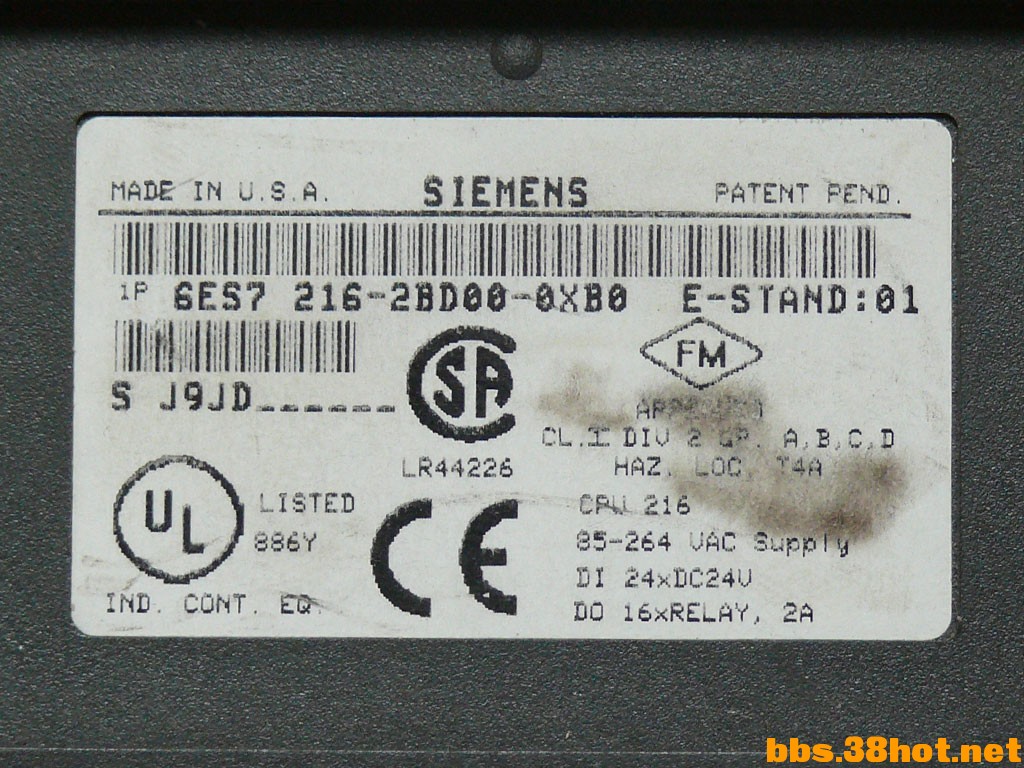 MADE IN U.S.A. SIEMENS PATENT PEND.
1P 6ES7 216-2BD00-0XB0 E-STAND:01
S J9JD______
CSA
LR44226
FM
APPROVED
CL.I DIV 2 GP. A,B,C,D
HAZ. LOC. T4A
UL LISTED
886Y
IND. CONT. EQ.
CE
CPU 216
85-264 VAC Supply
DI 24xDC24V
DO 16xRELAY, 2A
bbs.38hot.net